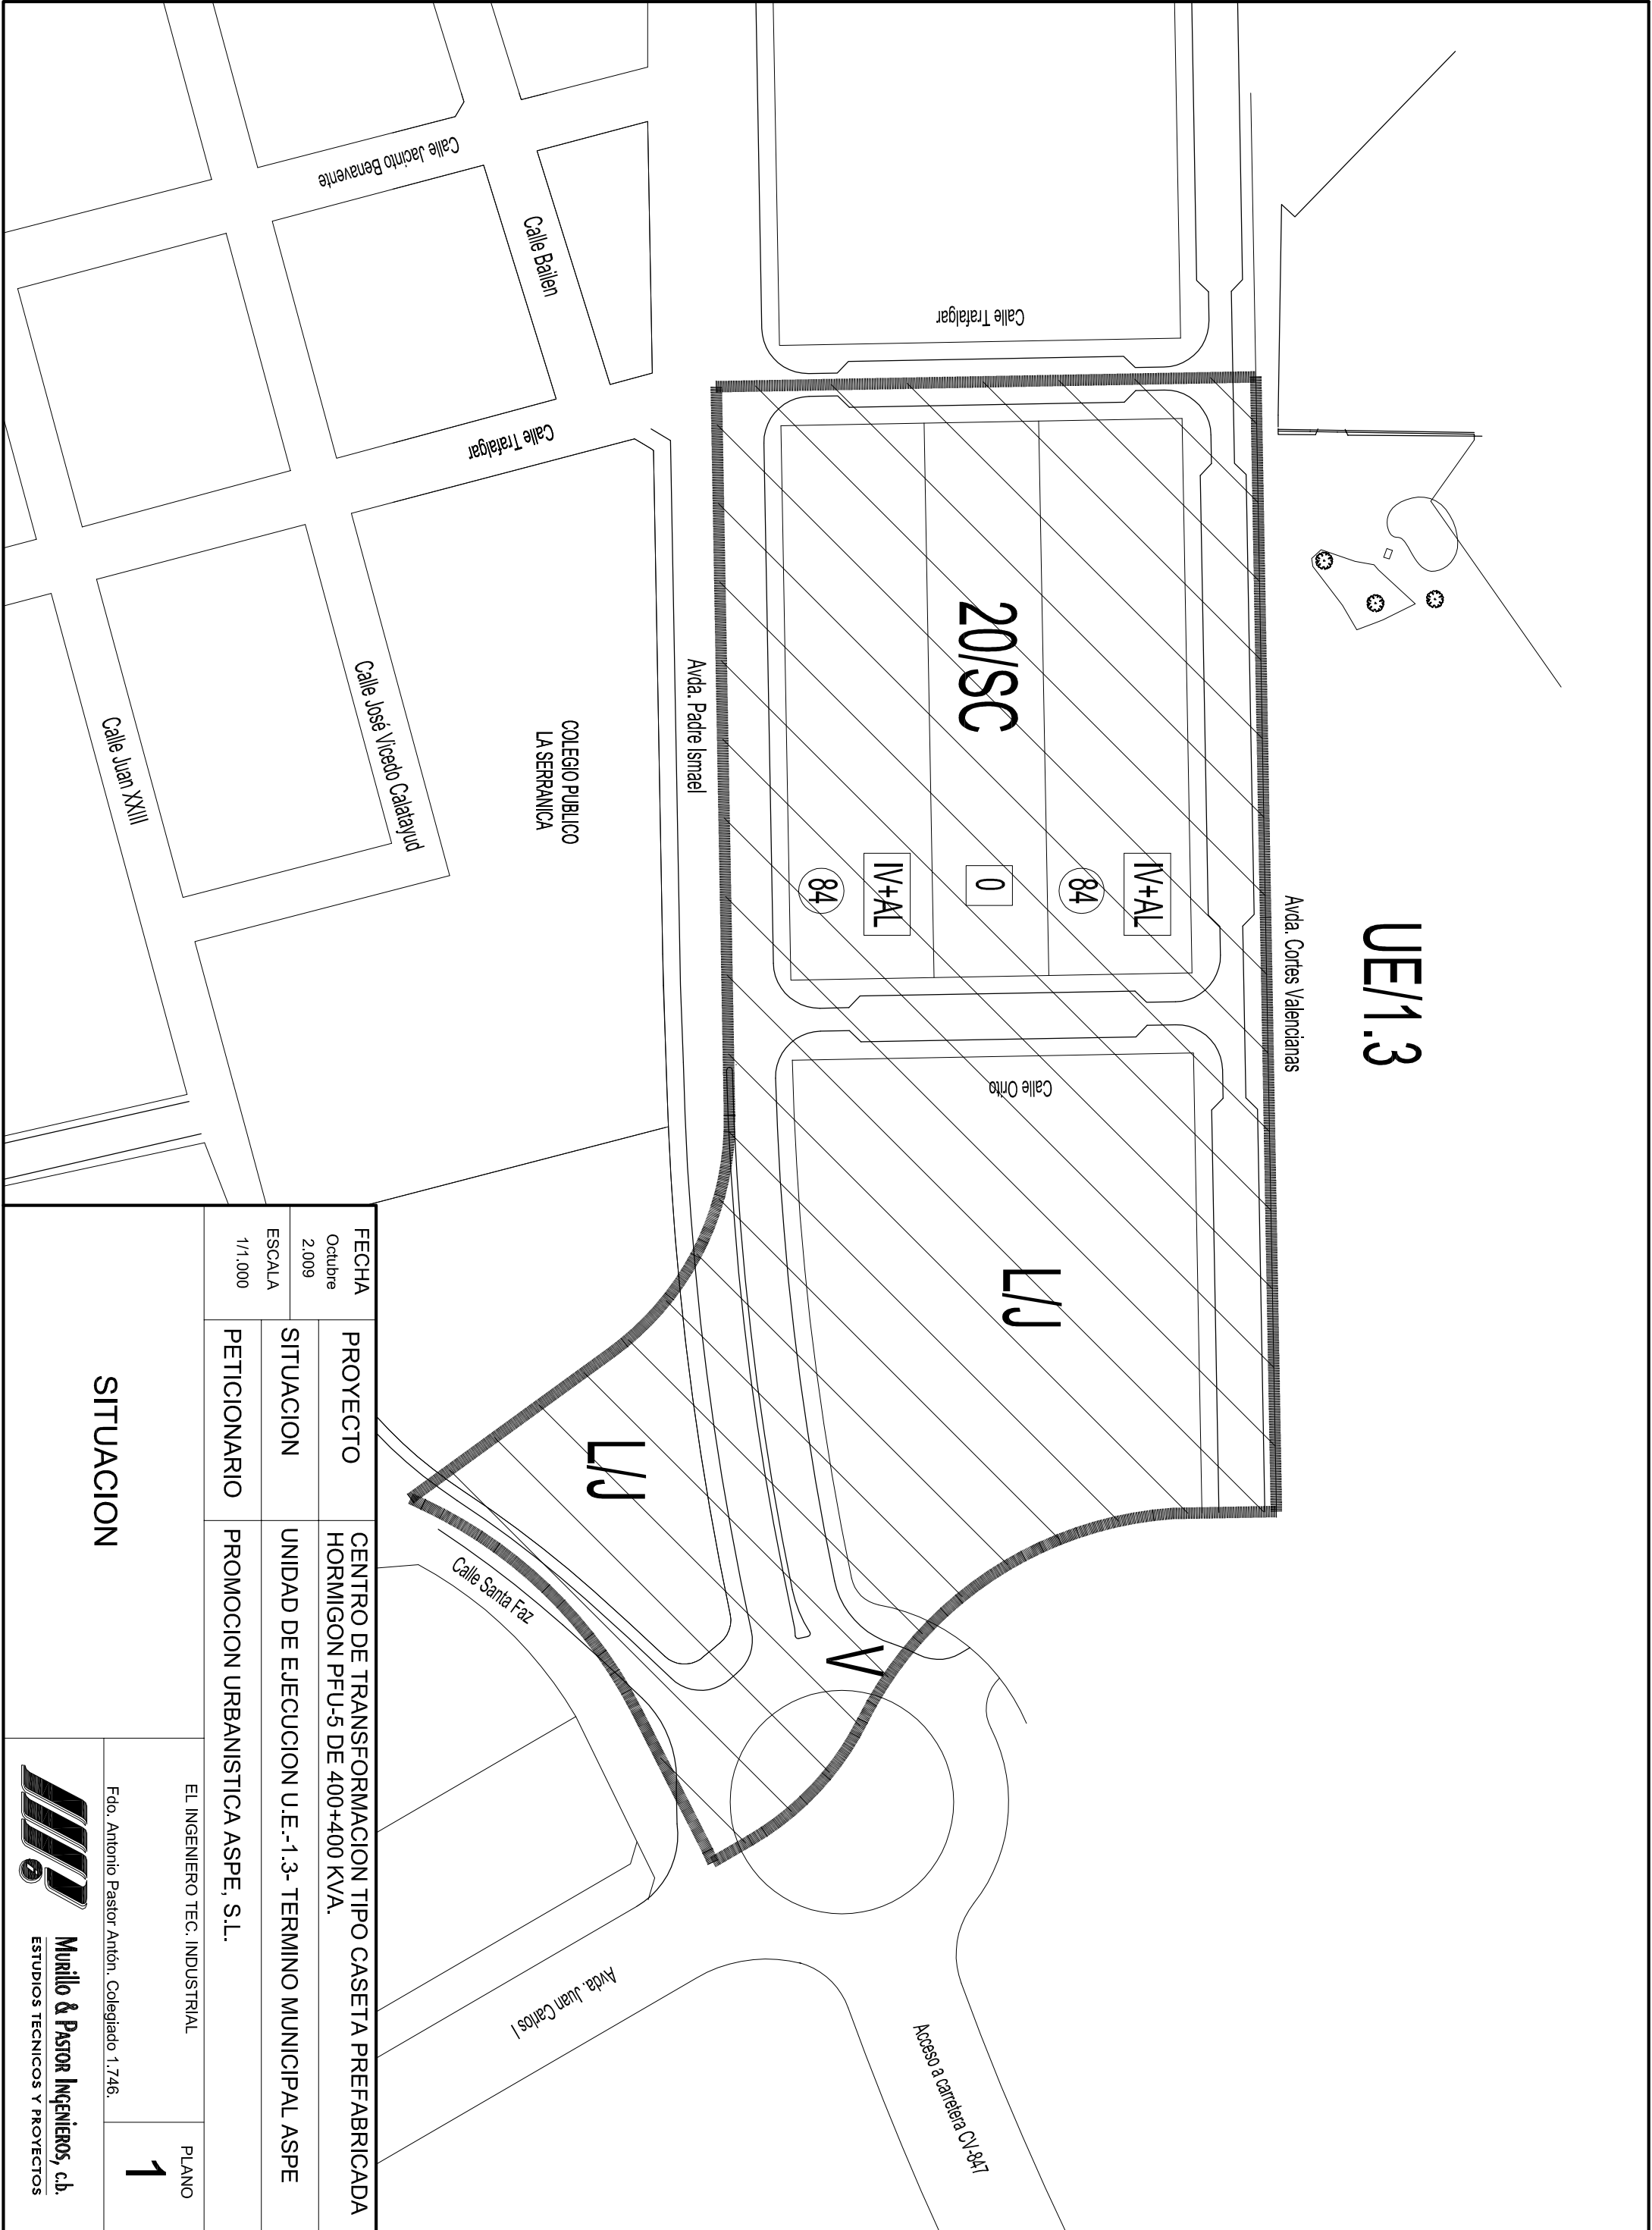 UE/1.3
Avda. Cortes Valencianas
Calle Trafalgar
20/SC
IV+AL
84
0
IV+AL
84
Calle Orito
L/J
L/J
V
Avda. Padre Ismael
COLEGIO PUBLICO
LA SERRANICA
Calle Jacinto Benavente
Calle Bailen
Calle Trafalgar
Calle José Vicedo Calatayud
Calle Juan XXIII
Calle Santa Faz
Avda. Juan Carlos I
Acceso a carretera CV-847
FECHA
Octubre
2.009
ESCALA
1/1.000
PROYECTO
CENTRO DE TRANSFORMACION TIPO CASETA PREFABRICADA
HORMIGON PFU-5 DE 400+400 KVA.
SITUACION
UNIDAD DE EJECUCION U.E.-1.3- TERMINO MUNICIPAL ASPE
PETICIONARIO
PROMOCION URBANISTICA ASPE, S.L.
SITUACION
EL INGENIERO TEC. INDUSTRIAL
Fdo. Antonio Pastor Antón. Colegiado 1.746.
PLANO
1
Murillo & Pastor Ingenieros, c.b.
ESTUDIOS TECNICOS Y PROYECTOS